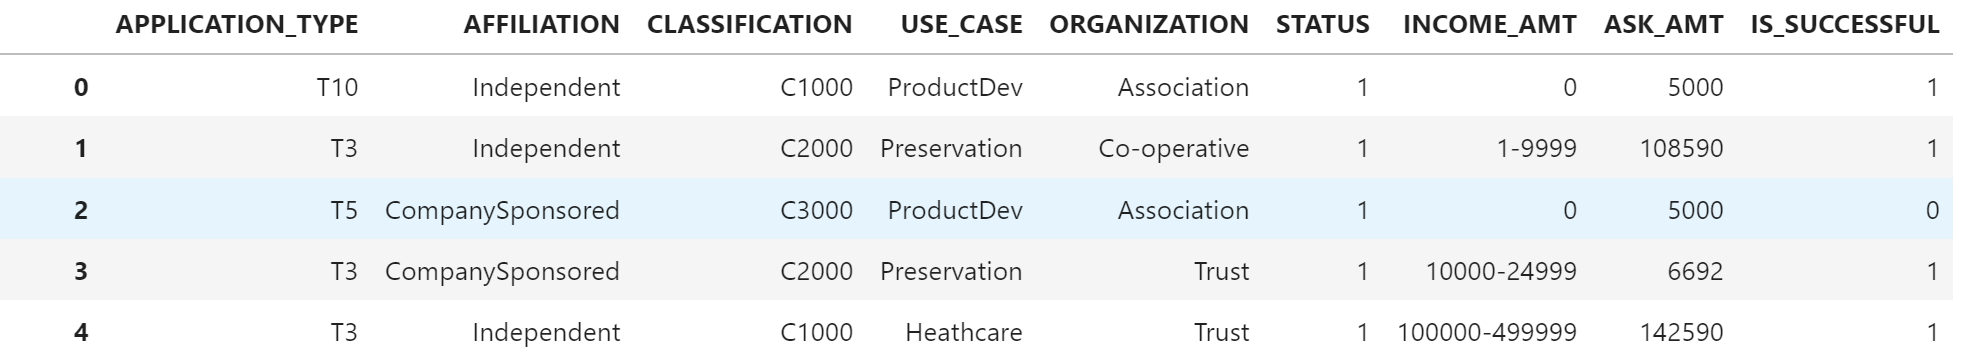 APPLICATION_TYPE AFFILIATION CLASSIFICATION USE_CASE ORGANIZATION STATUS INCOME_AMT ASK_AMT IS_SUCCESSFUL
0 T10 Independent C1000 ProductDev Association 1 0 5000 1
1 T3 Independent C2000 Preservation Co-operative 1 1-9999 108590 1
2 T5 CompanySponsored C3000 ProductDev Association 1 0 5000 0
3 T3 CompanySponsored C2000 Preservation Trust 1 10000-24999 6692 1
4 T3 Independent C1000 Heathcare Trust 1 100000-499999 142590 1